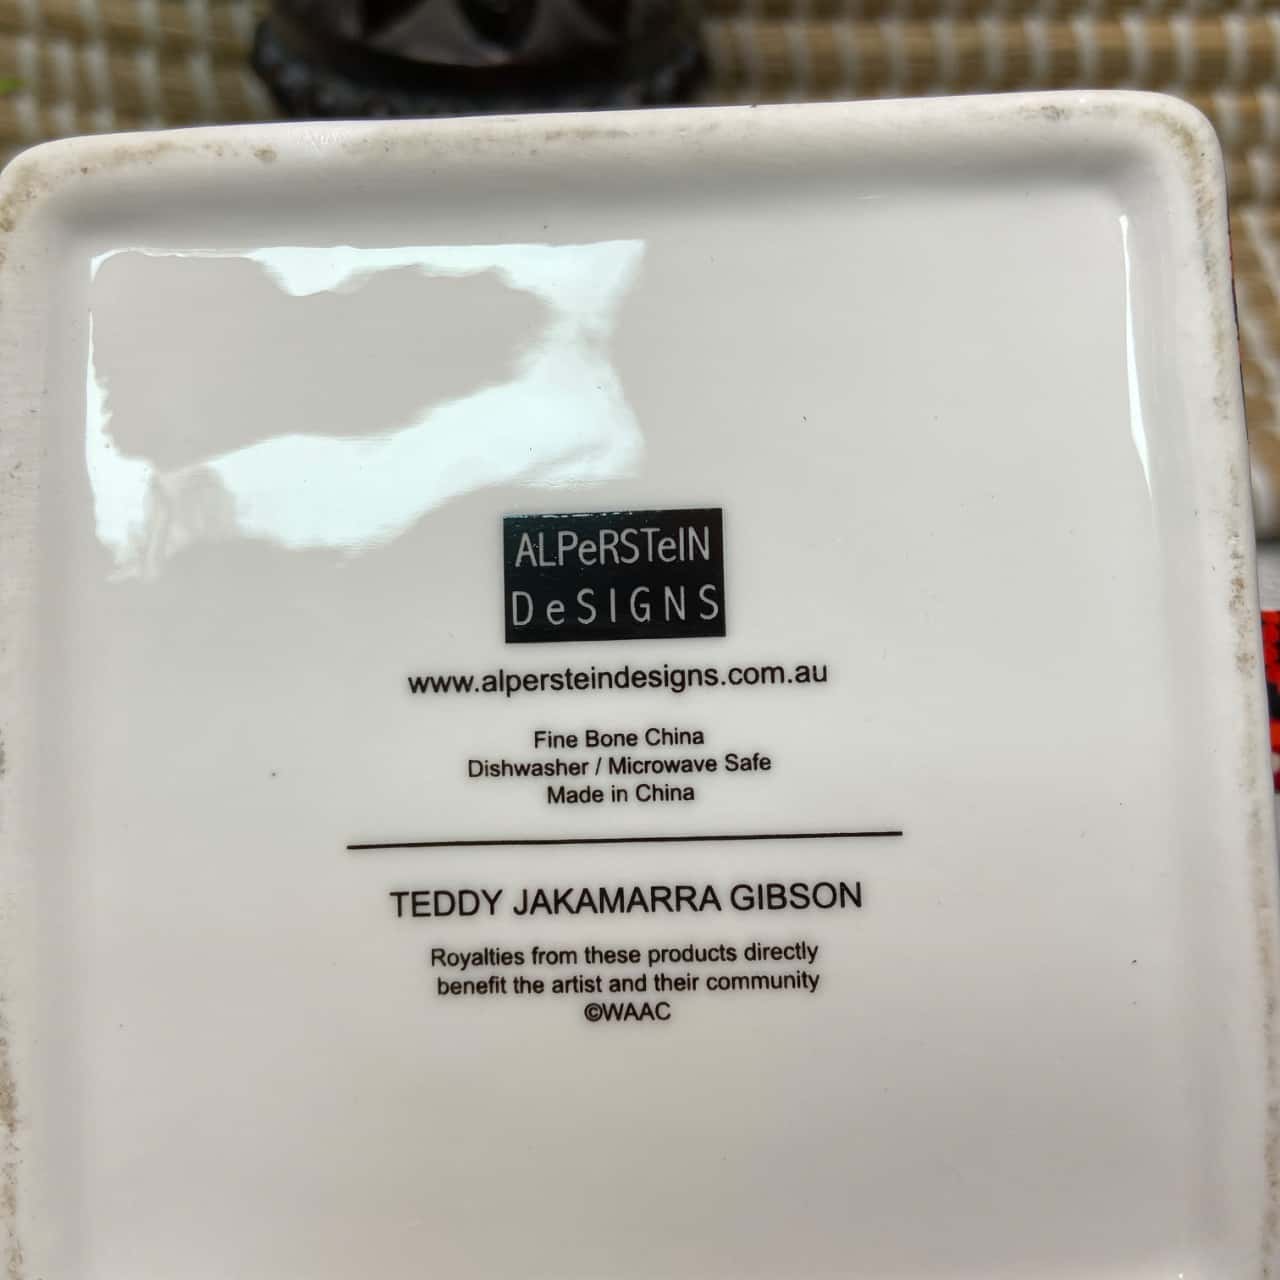 ALPeRSTeIN
DeSIGNS
www.alpersteindesigns.com.au
Fine Bone China
Dishwasher / Microwave Safe
Made in China
TEDDY JAKAMARRA GIBSON
Royalties from these products directly
benefit the artist and their community
©WAAC